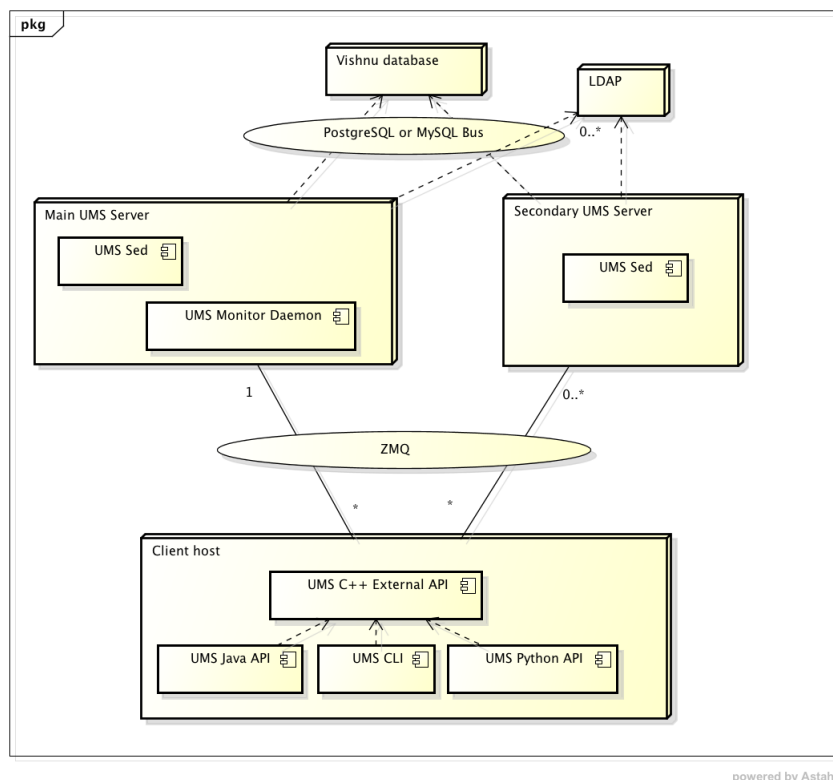 pkg
Vishnu database
LDAP
PostgreSQL or MySQL Bus
0..*
Main UMS Server
Secondary UMS Server
UMS Sed
UMS Sed
UMS Monitor Daemon
1
0..*
ZMQ
*
*
Client host
UMS C++ External API
UMS Java API
UMS CLI
UMS Python API
powered by Astah